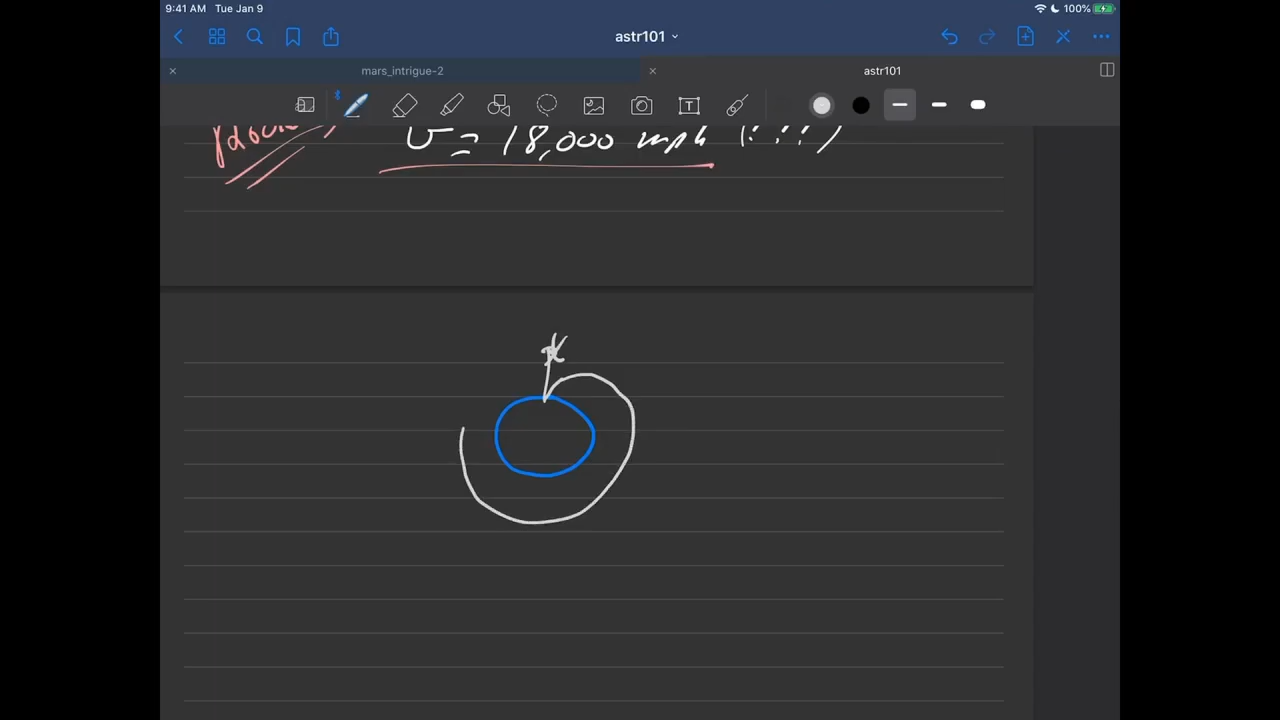 9:41 AM Tue Jan 9
100%
astr101
mars_intrigue-2
astr101
T
v = 18,000 mph (???)